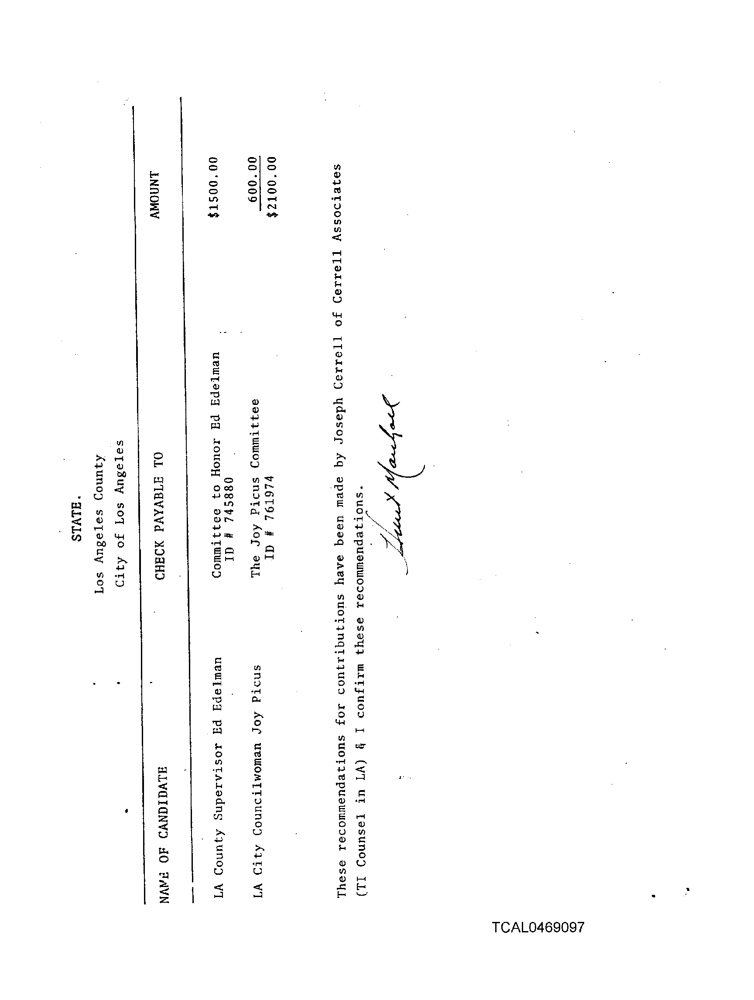 STATE.
Los Angeles County
City of Los Angeles
NAME OF CANDIDATE CHECK PAYABLE TO AMOUNT
LA County Supervisor Ed Edelman Committee to Honor Ed Edelman $1500.00
ID # 745880
LA City Councilwoman Joy Picus The Joy Picus Committee 600.00
ID # 761974 $2100.00
These recommendations for contributions have been made by Joseph Cerrell of Cerrell Associates
(TI Counsel in LA) & I confirm these recommendations.
TCAL0469097